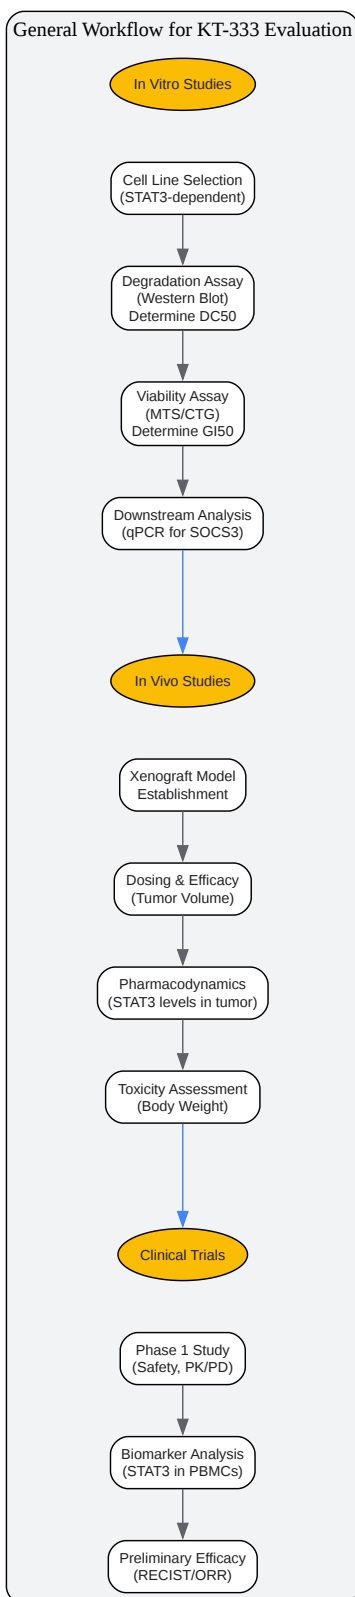 General Workflow for KT-333 Evaluation
In Vitro Studies
Cell Line Selection
(STAT3-dependent)
Degradation Assay
(Western Blot)
Determine DC50
Viability Assay
(MTS/CTG)
Determine GI50
Downstream Analysis
(qPCR for SOCS3)
In Vivo Studies
Xenograft Model
Establishment
Dosing & Efficacy
(Tumor Volume)
Pharmacodynamics
(STAT3 levels in tumor)
Toxicity Assessment
(Body Weight)
Clinical Trials
Phase 1 Study
(Safety, PK/PD)
Biomarker Analysis
(STAT3 in PBMCs)
Preliminary Efficacy
(RECIST/ORR)